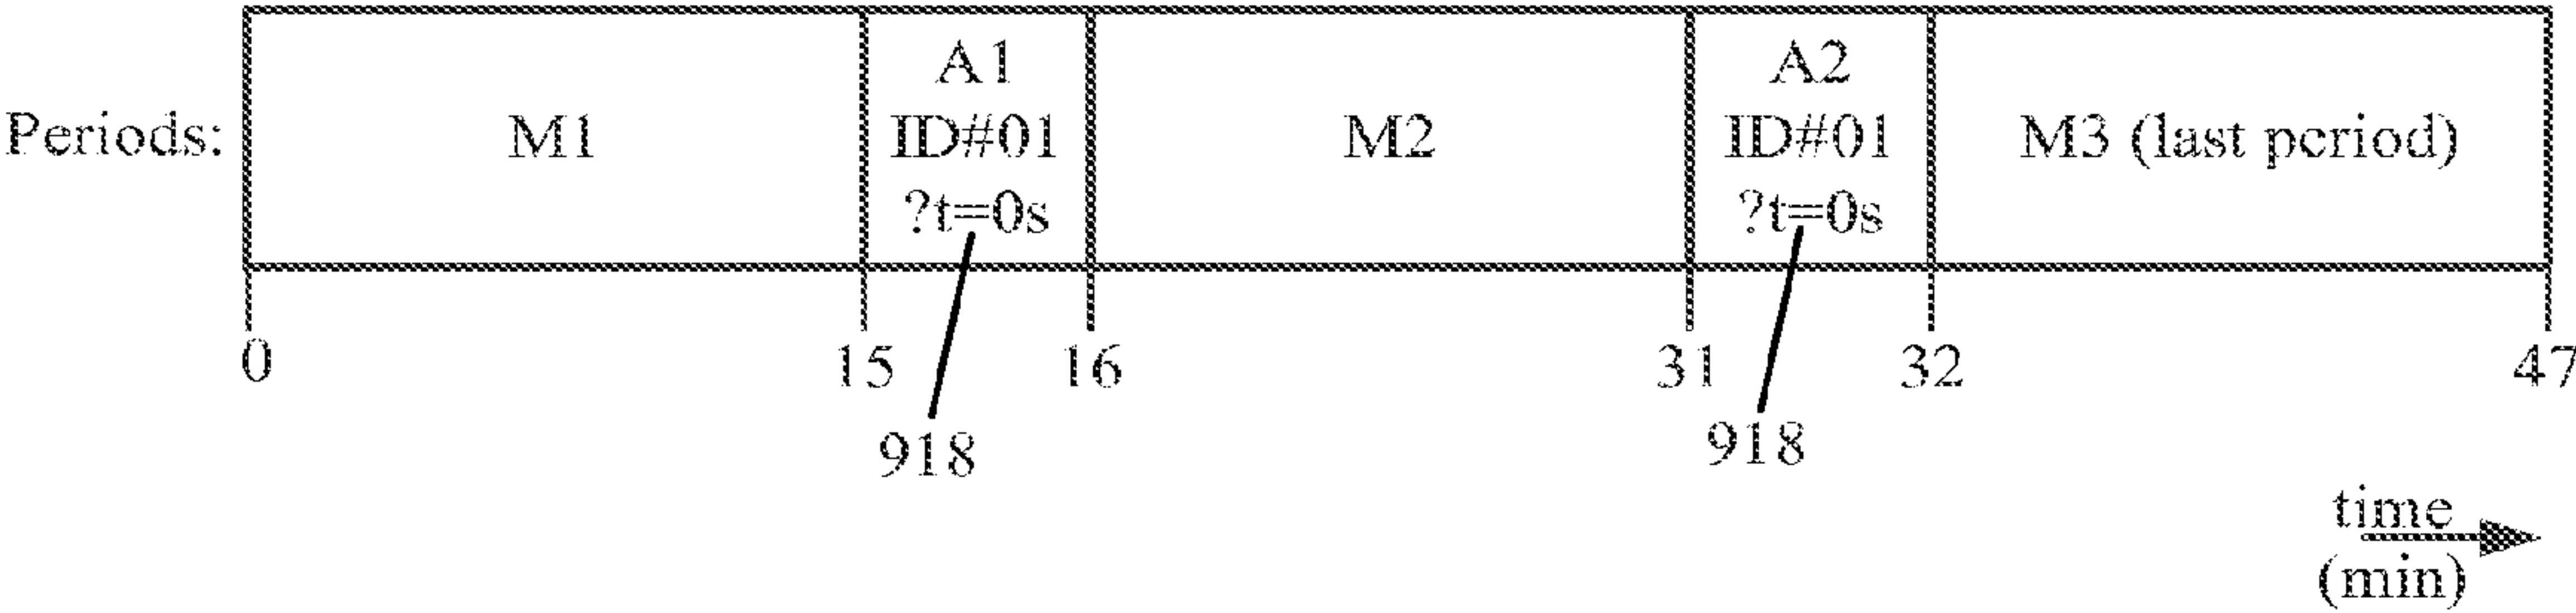 Periods:
M1
A1
ID#01
?t=0s
M2
A2
ID#01
?t=0s
M3 (last period)
0
15
16
31
32
47
918
918
time
(min)